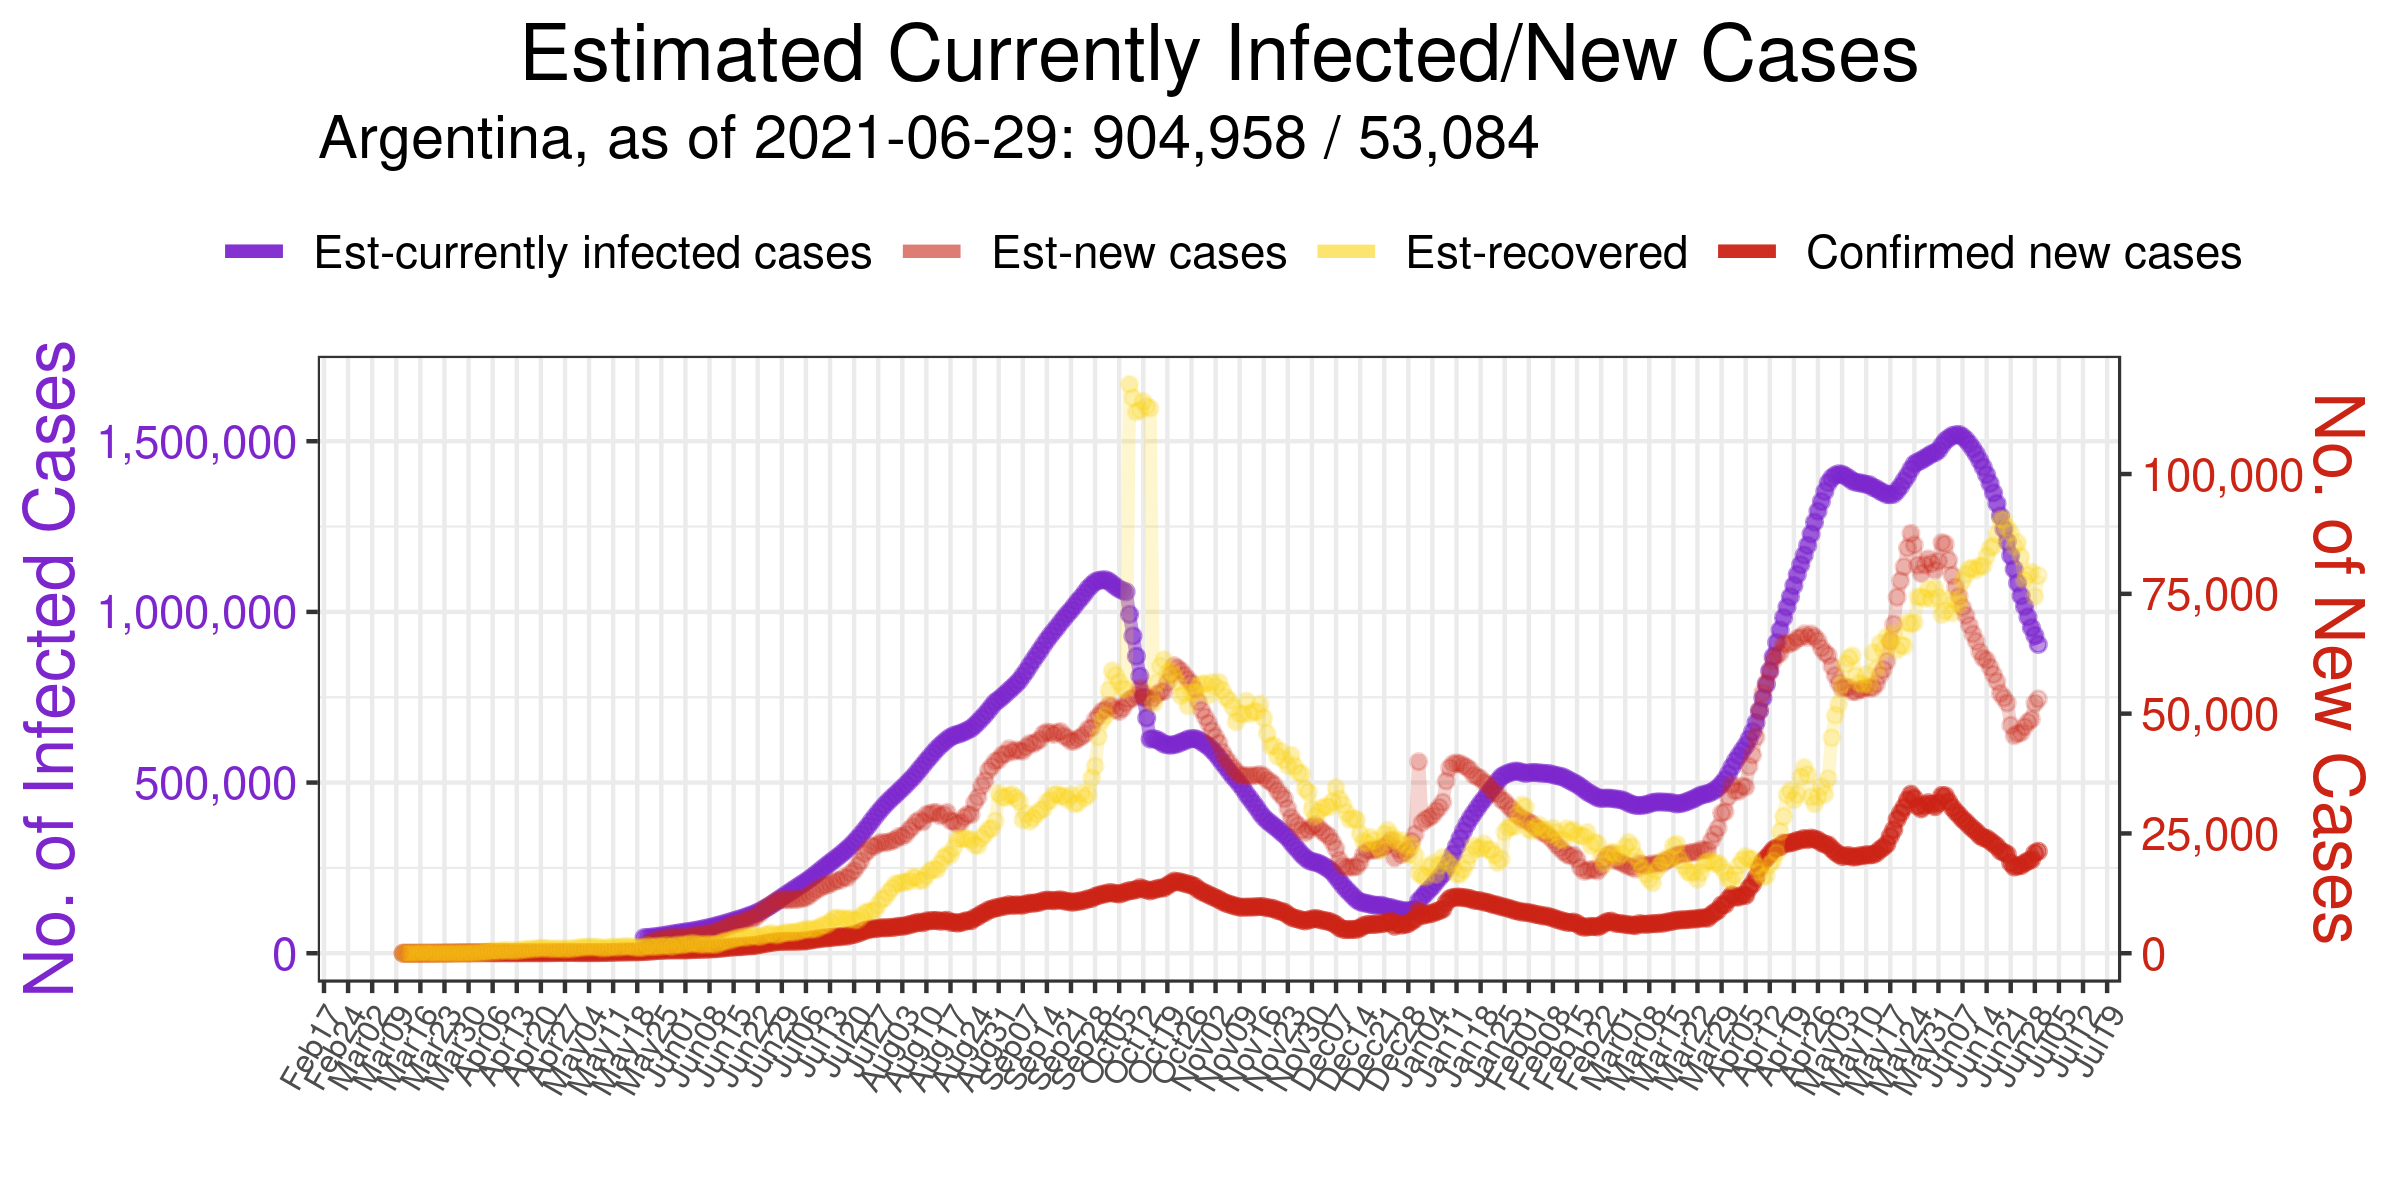 Estimated Currently Infected/New Cases
Argentina, as of 2021-06-29: 904,958 / 53,084
Est-currently infected cases Est-new cases Est-recovered Confirmed new cases
No. of Infected Cases
1,500,000
1,000,000
500,000
0
No. of New Cases
100,000
75,000
50,000
25,000
0
Feb17
Feb24
Mar02
Mar09
Mar16
Mar23
Mar30
Apr06
Apr13
Apr20
Apr27
May04
May11
May18
May25
Jun01
Jun08
Jun15
Jun22
Jun29
Jul06
Jul13
Jul20
Jul27
Aug03
Aug10
Aug17
Aug24
Aug31
Sep07
Sep14
Sep21
Sep28
Oct05
Oct12
Oct19
Oct26
Nov02
Nov09
Nov16
Nov23
Nov30
Dec07
Dec14
Dec21
Dec28
Jan04
Jan11
Jan18
Jan25
Feb01
Feb08
Feb15
Feb22
Mar01
Mar08
Mar15
Mar22
Mar29
Apr05
Apr12
Apr19
Apr26
May03
May10
May17
May24
May31
Jun07
Jun14
Jun21
Jun28
Jul05
Jul12
Jul19